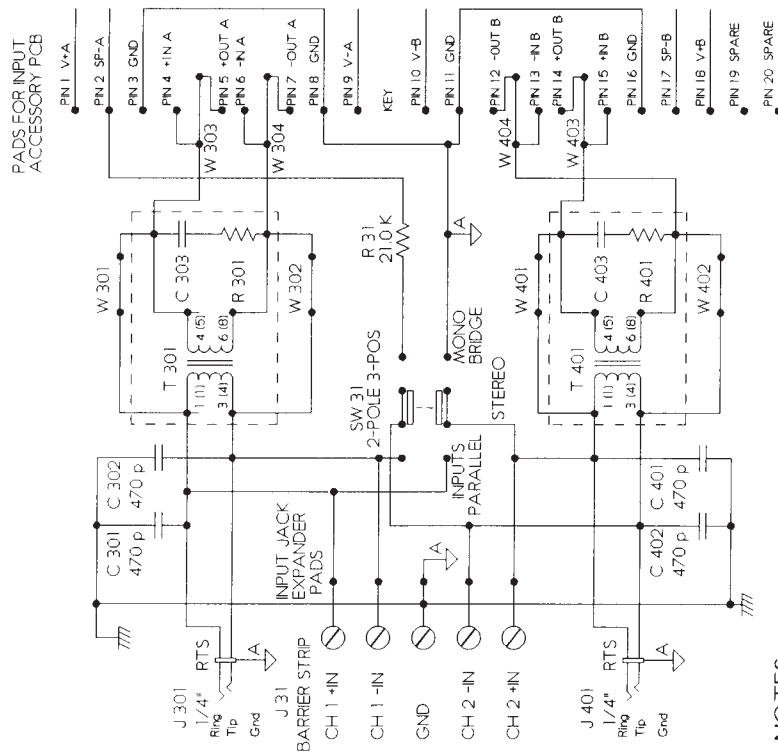 PADS FOR INPUT
ACCESSORY PCB
PIN 1 V+A
PIN 2 SP-A
PIN 3 GND
PIN 4 +IN A
PIN 5 +OUT A
PIN 6 -IN A
PIN 7 -OUT A
PIN 8 GND
PIN 9 V-A
KEY
PIN 10 V-B
PIN 11 GND
PIN 12 -OUT B
PIN 13 -IN B
PIN 14 +OUT B
PIN 15 +IN B
PIN 16 GND
PIN 17 SP-B
PIN 18 V+B
PIN 19 SPARE
PIN 20 SPARE
W 303
W 304
W 404
W 403
W 301
C 303
R 301
W 302
T 301
4 (5)
6 (8)
1 (1)
3 (4)
R 31
21.0 K
A
W 401
C 403
R 401
W 402
T 401
4 (5)
6 (8)
1 (1)
3 (4)
SW 31
2-POLE 3-POS
MONO
BRIDGE
STEREO
INPUTS
PARALLEL
C 302
470 p
C 301
470 p
C 401
470 p
C 402
470 p
INPUT JACK
EXPANDER
PADS
A
J 301
1/4"
Ring
Tip
Gnd
RTS
A
J 31
BARRIER STRIP
CH 1 +IN
CH 1 -IN
GND
CH 2 -IN
CH 2 +IN
J 401
1/4"
Ring
Tip
Gnd
RTS
A
NOTES